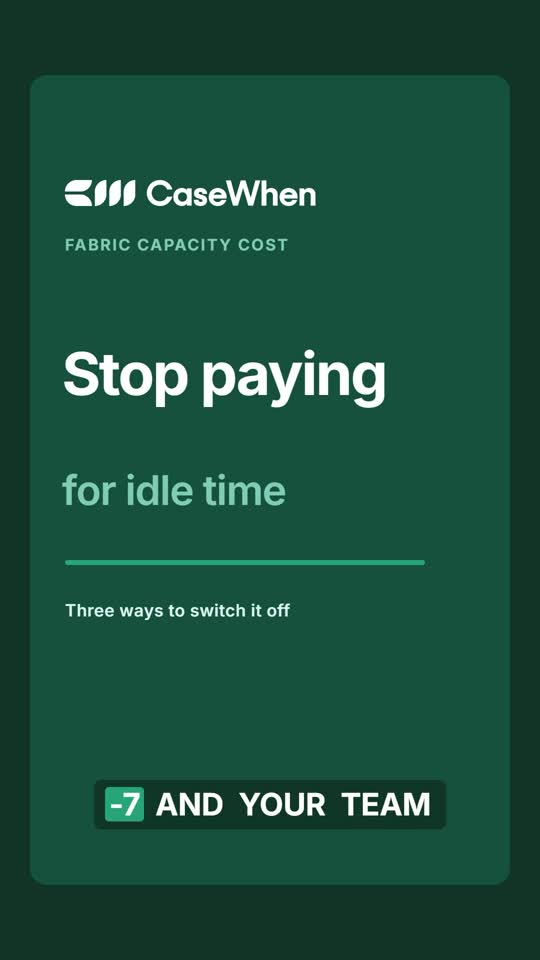 CaseWhen
FABRIC CAPACITY COST
Stop paying
for idle time
Three ways to switch it off
-7 AND YOUR TEAM